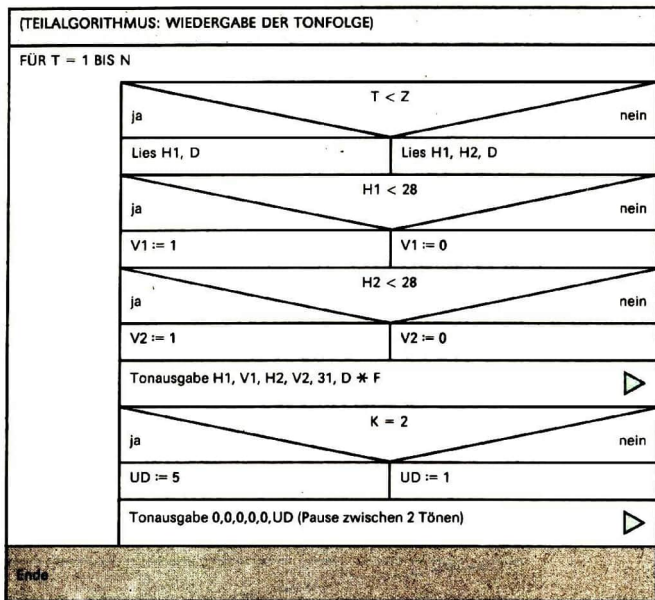 (TEILALGORITHMUS: WIEDERGABE DER TONFOLGE)
FÜR T = 1 BIS N
T < Z
ja nein
Lies H1, D Lies H1, H2, D
H1 < 28
ja nein
V1 := 1 V1 := 0
H2 < 28
ja nein
V2 := 1 V2 := 0
Tonausgabe H1, V1, H2, V2, 31, D * F
K = 2
ja nein
UD := 5 UD := 1
Tonausgabe 0,0,0,0,0,UD (Pause zwischen 2 Tönen)
Ende